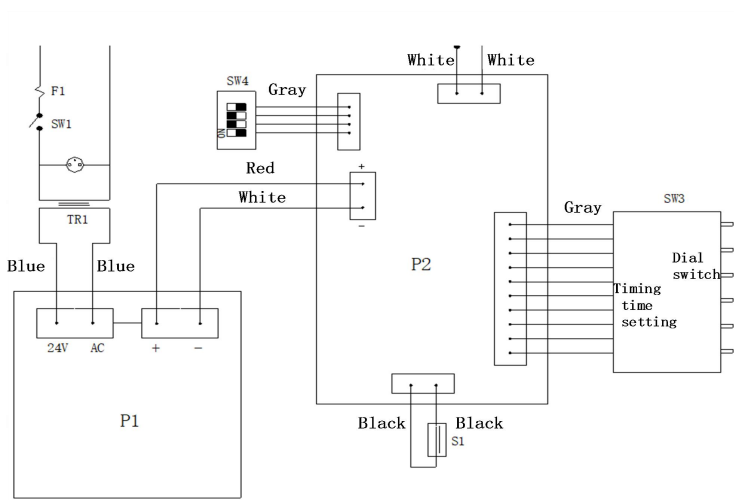 White White
SW4
Gray
F1
SW1
ON
+
Red
White
-
TR1
Gray
SW3
Blue Blue
P2
Dial
switch
Timing
time
setting
24V AC + -
P1
Black Black
S1